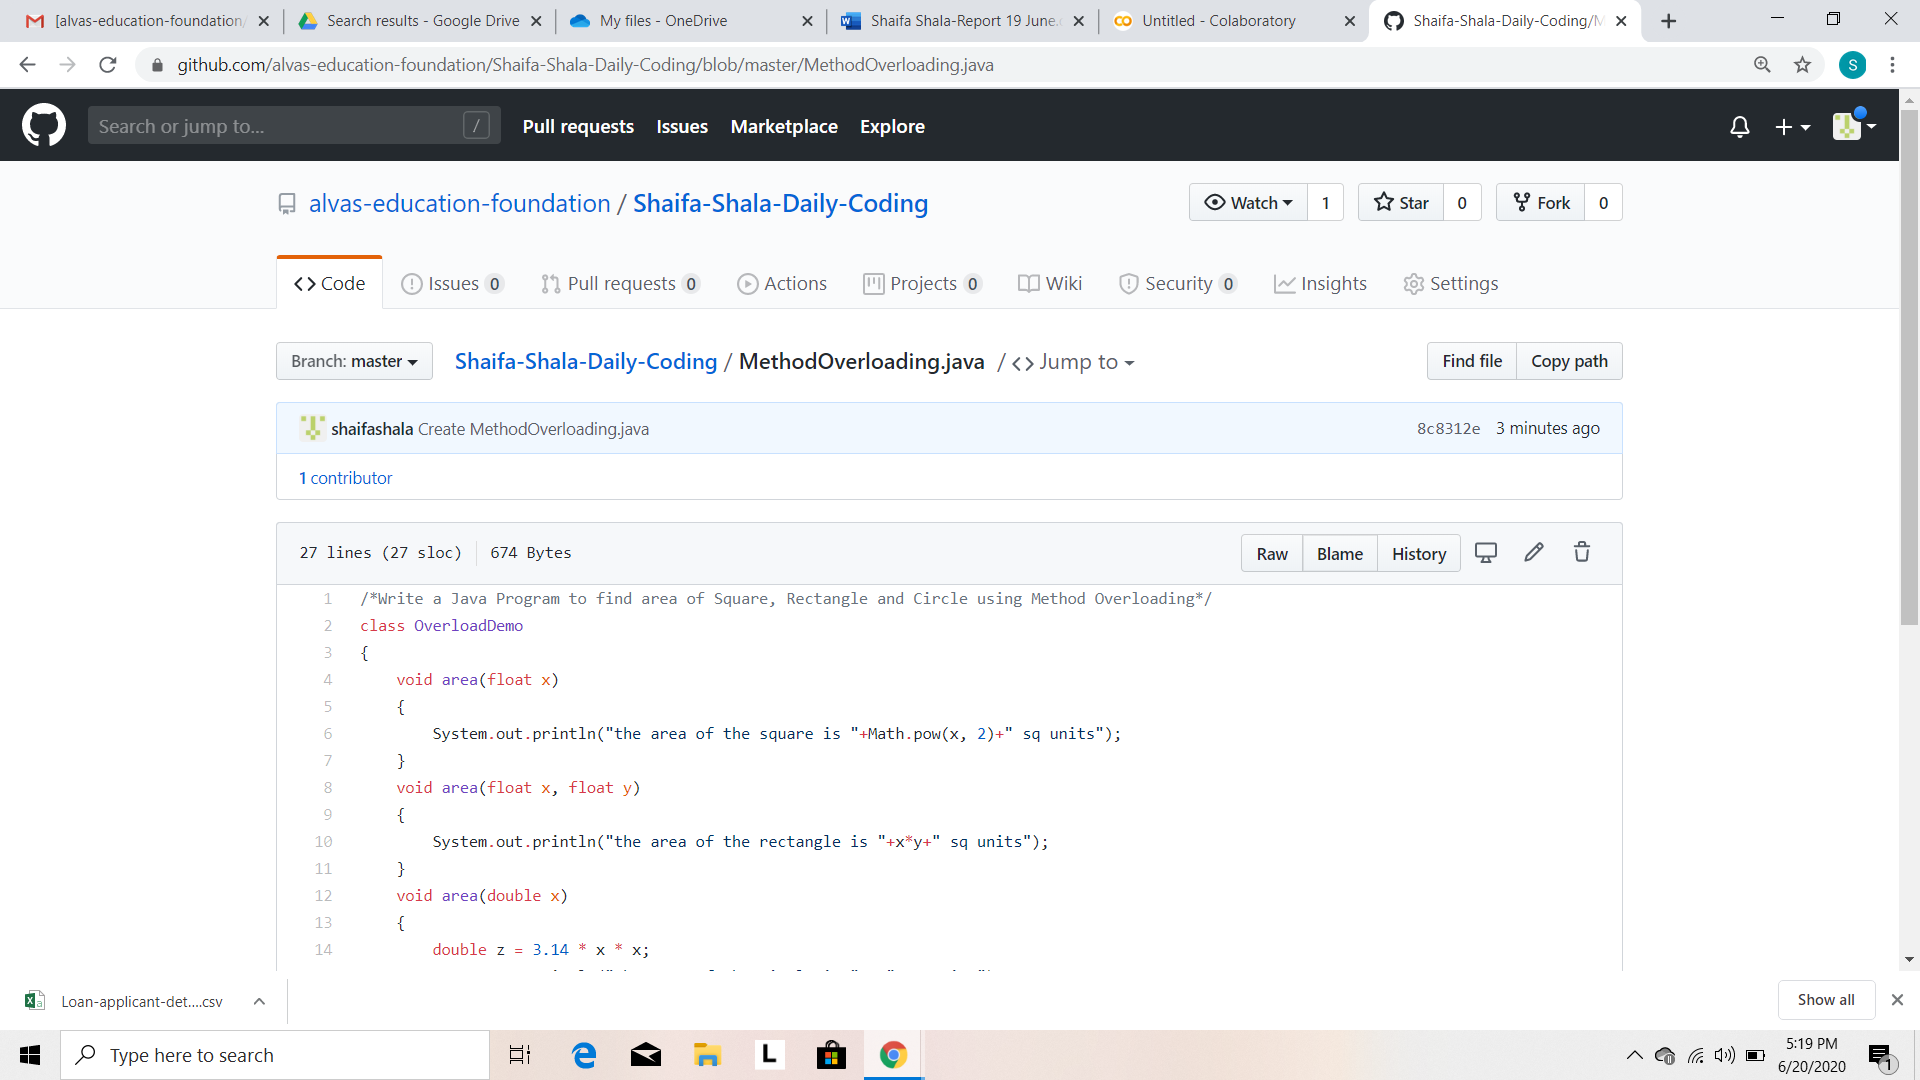 [alvas-education-foundation/
Search results - Google Drive
My files - OneDrive
Shaifa Shala-Report 19 June.
Untitled - Colaboratory
Shaifa-Shala-Daily-Coding/M
github.com/alvas-education-foundation/Shaifa-Shala-Daily-Coding/blob/master/MethodOverloading.java
S
Search or jump to... /
Pull requests Issues Marketplace Explore
alvas-education-foundation / Shaifa-Shala-Daily-Coding
Watch 1 Star 0 Fork 0
Code Issues 0 Pull requests 0 Actions Projects 0 Wiki Security 0 Insights Settings
Branch: master Shaifa-Shala-Daily-Coding / MethodOverloading.java / <> Jump to
Find file Copy path
shaifashala Create MethodOverloading.java 8c8312e 3 minutes ago
1 contributor
27 lines (27 sloc) 674 Bytes Raw Blame History
1 /*Write a Java Program to find area of Square, Rectangle and Circle using Method Overloading*/
2 class OverloadDemo
3 {
4 void area(float x)
5 {
6 System.out.println("the area of the square is "+Math.pow(x, 2)+" sq units");
7 }
8 void area(float x, float y)
9 {
10 System.out.println("the area of the rectangle is "+x*y+" sq units");
11 }
12 void area(double x)
13 {
14 double z = 3.14 * x * x;
Loan-applicant-det....csv
Show all
Type here to search
L
5:19 PM
6/20/2020
1